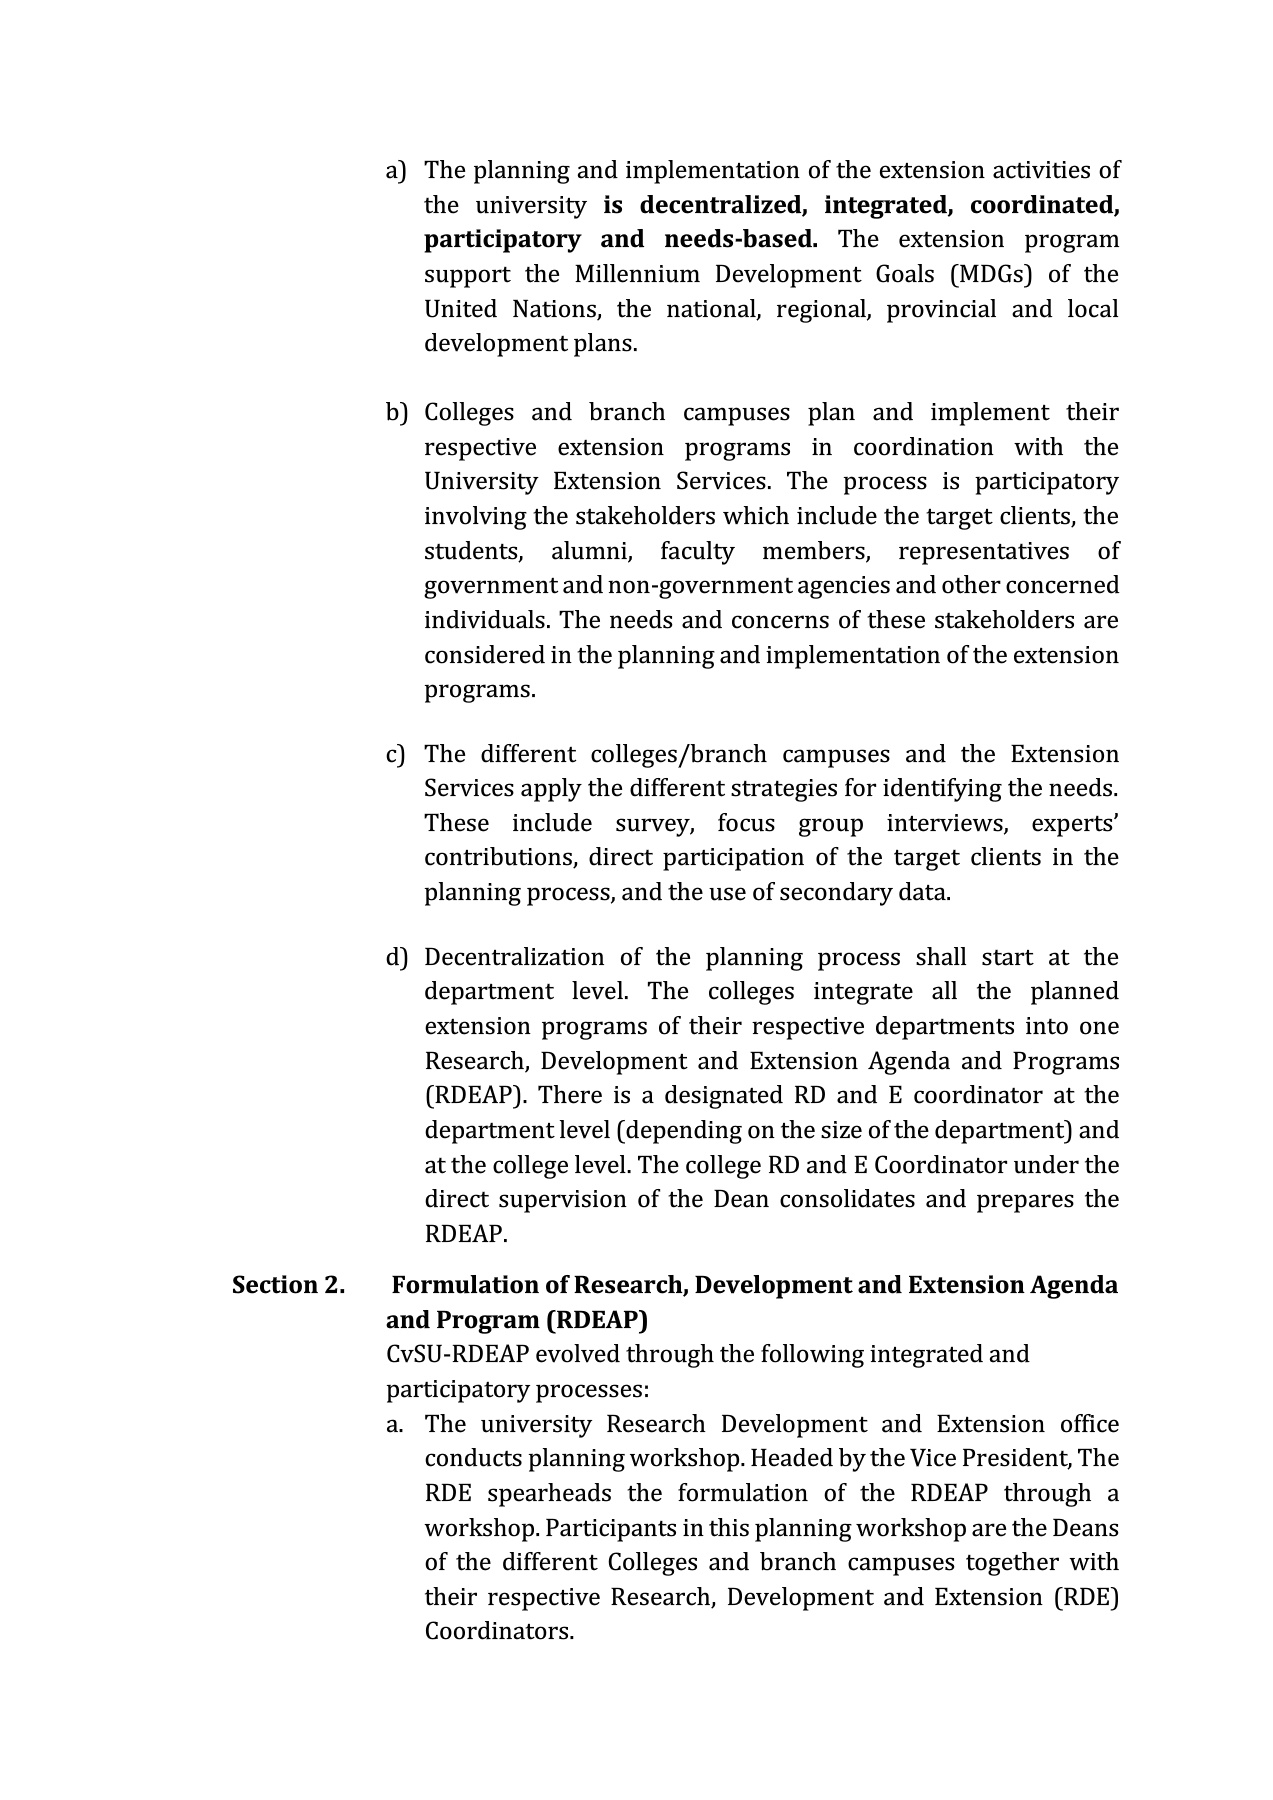 a) The planning and implementation of the extension activities of
the university is decentralized, integrated, coordinated,
participatory and needs-based. The extension program
support the Millennium Development Goals (MDGs) of the
United Nations, the national, regional, provincial and local
development plans.
b) Colleges and branch campuses plan and implement their
respective extension programs in coordination with the
University Extension Services. The process is participatory
involving the stakeholders which include the target clients, the
students, alumni, faculty members, representatives of
government and non-government agencies and other concerned
individuals. The needs and concerns of these stakeholders are
considered in the planning and implementation of the extension
programs.
c) The different colleges/branch campuses and the Extension
Services apply the different strategies for identifying the needs.
These include survey, focus group interviews, experts’
contributions, direct participation of the target clients in the
planning process, and the use of secondary data.
d) Decentralization of the planning process shall start at the
department level. The colleges integrate all the planned
extension programs of their respective departments into one
Research, Development and Extension Agenda and Programs
(RDEAP). There is a designated RD and E coordinator at the
department level (depending on the size of the department) and
at the college level. The college RD and E Coordinator under the
direct supervision of the Dean consolidates and prepares the
RDEAP.
Section 2. Formulation of Research, Development and Extension Agenda
and Program (RDEAP)
CvSU-RDEAP evolved through the following integrated and
participatory processes:
a. The university Research Development and Extension office
conducts planning workshop. Headed by the Vice President, The
RDE spearheads the formulation of the RDEAP through a
workshop. Participants in this planning workshop are the Deans
of the different Colleges and branch campuses together with
their respective Research, Development and Extension (RDE)
Coordinators.